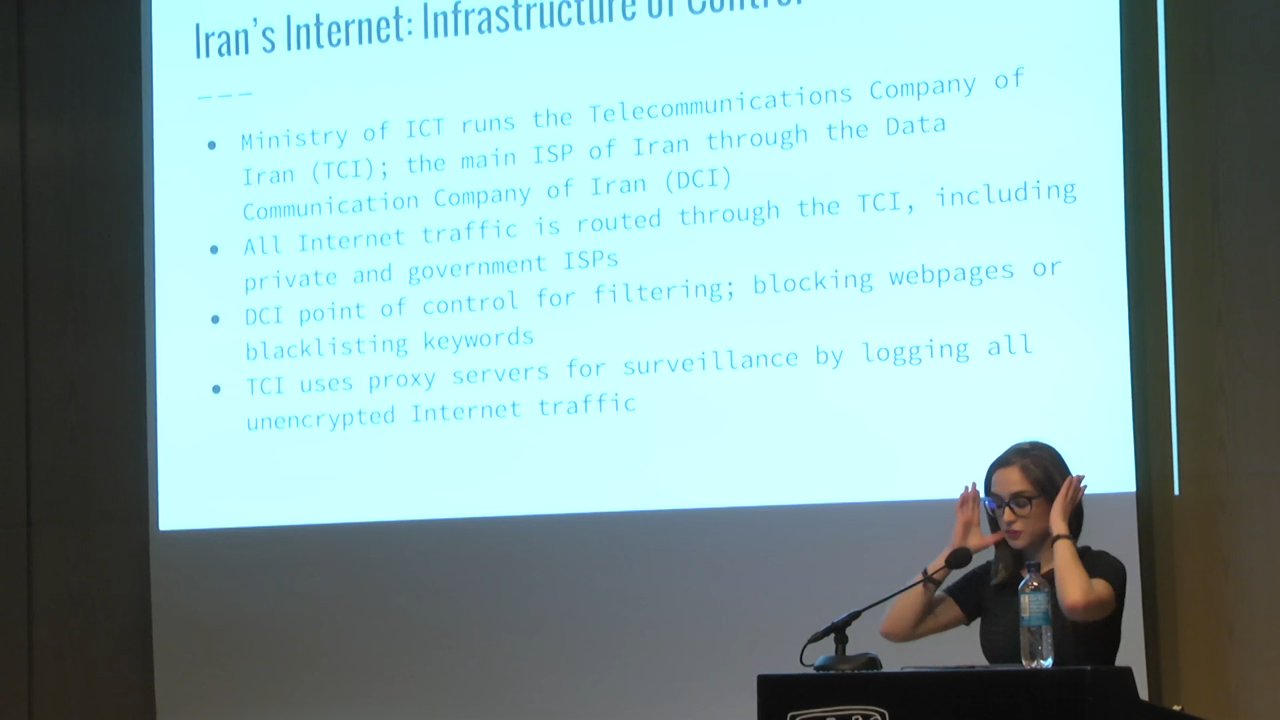 Iran's Internet: Infrastructure of Control
---
• Ministry of ICT runs the Telecommunications Company of
Iran (TCI); the main ISP of Iran through the Data
Communication Company of Iran (DCI)
• All Internet traffic is routed through the TCI, including
private and government ISPs
• DCI point of control for filtering; blocking webpages or
blacklisting keywords
• TCI uses proxy servers for surveillance by logging all
unencrypted Internet traffic